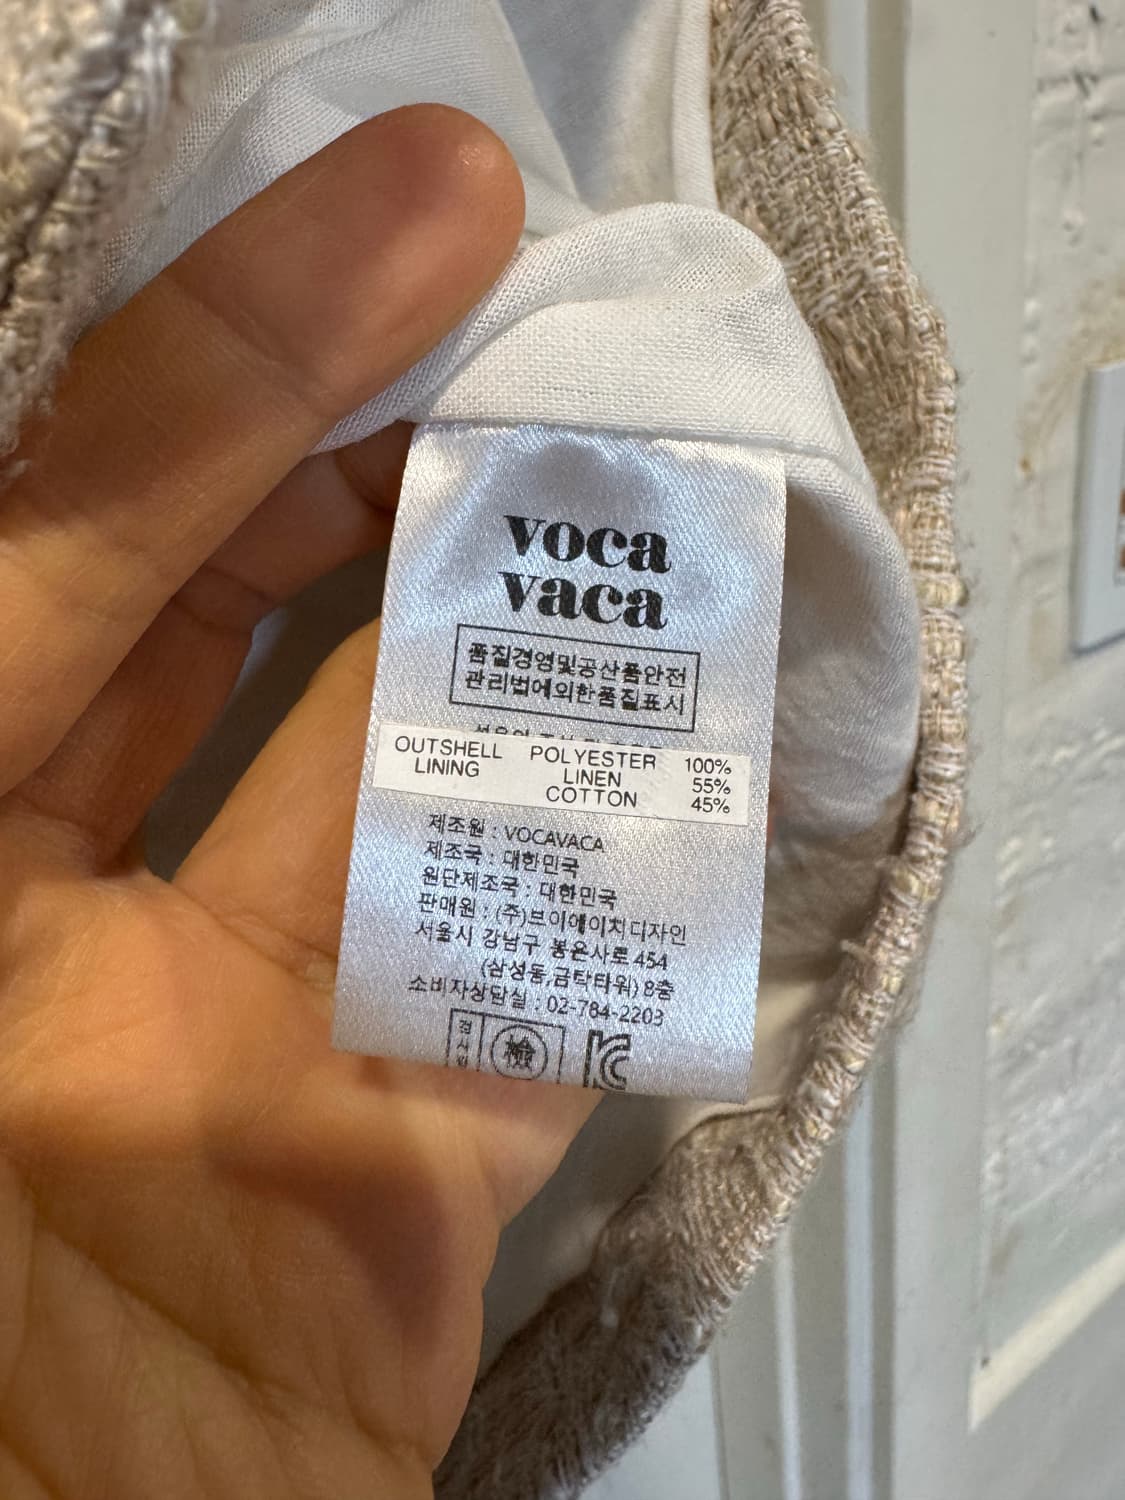 voca
vaca
품질경영및공산품안전
관리법에의한품질표시
OUTSHELL POLYESTER 100%
LINING LINEN 55%
COTTON 45%
제조원 : VOCAVACA
제조국 : 대한민국
원단제조국 : 대한민국
판매원 : (주)브이에이치디자인
서울시 강남구 봉은사로 454
(삼성동,금탁타워) 8층
소비자상담실 : 02-784-2203
檢
KC